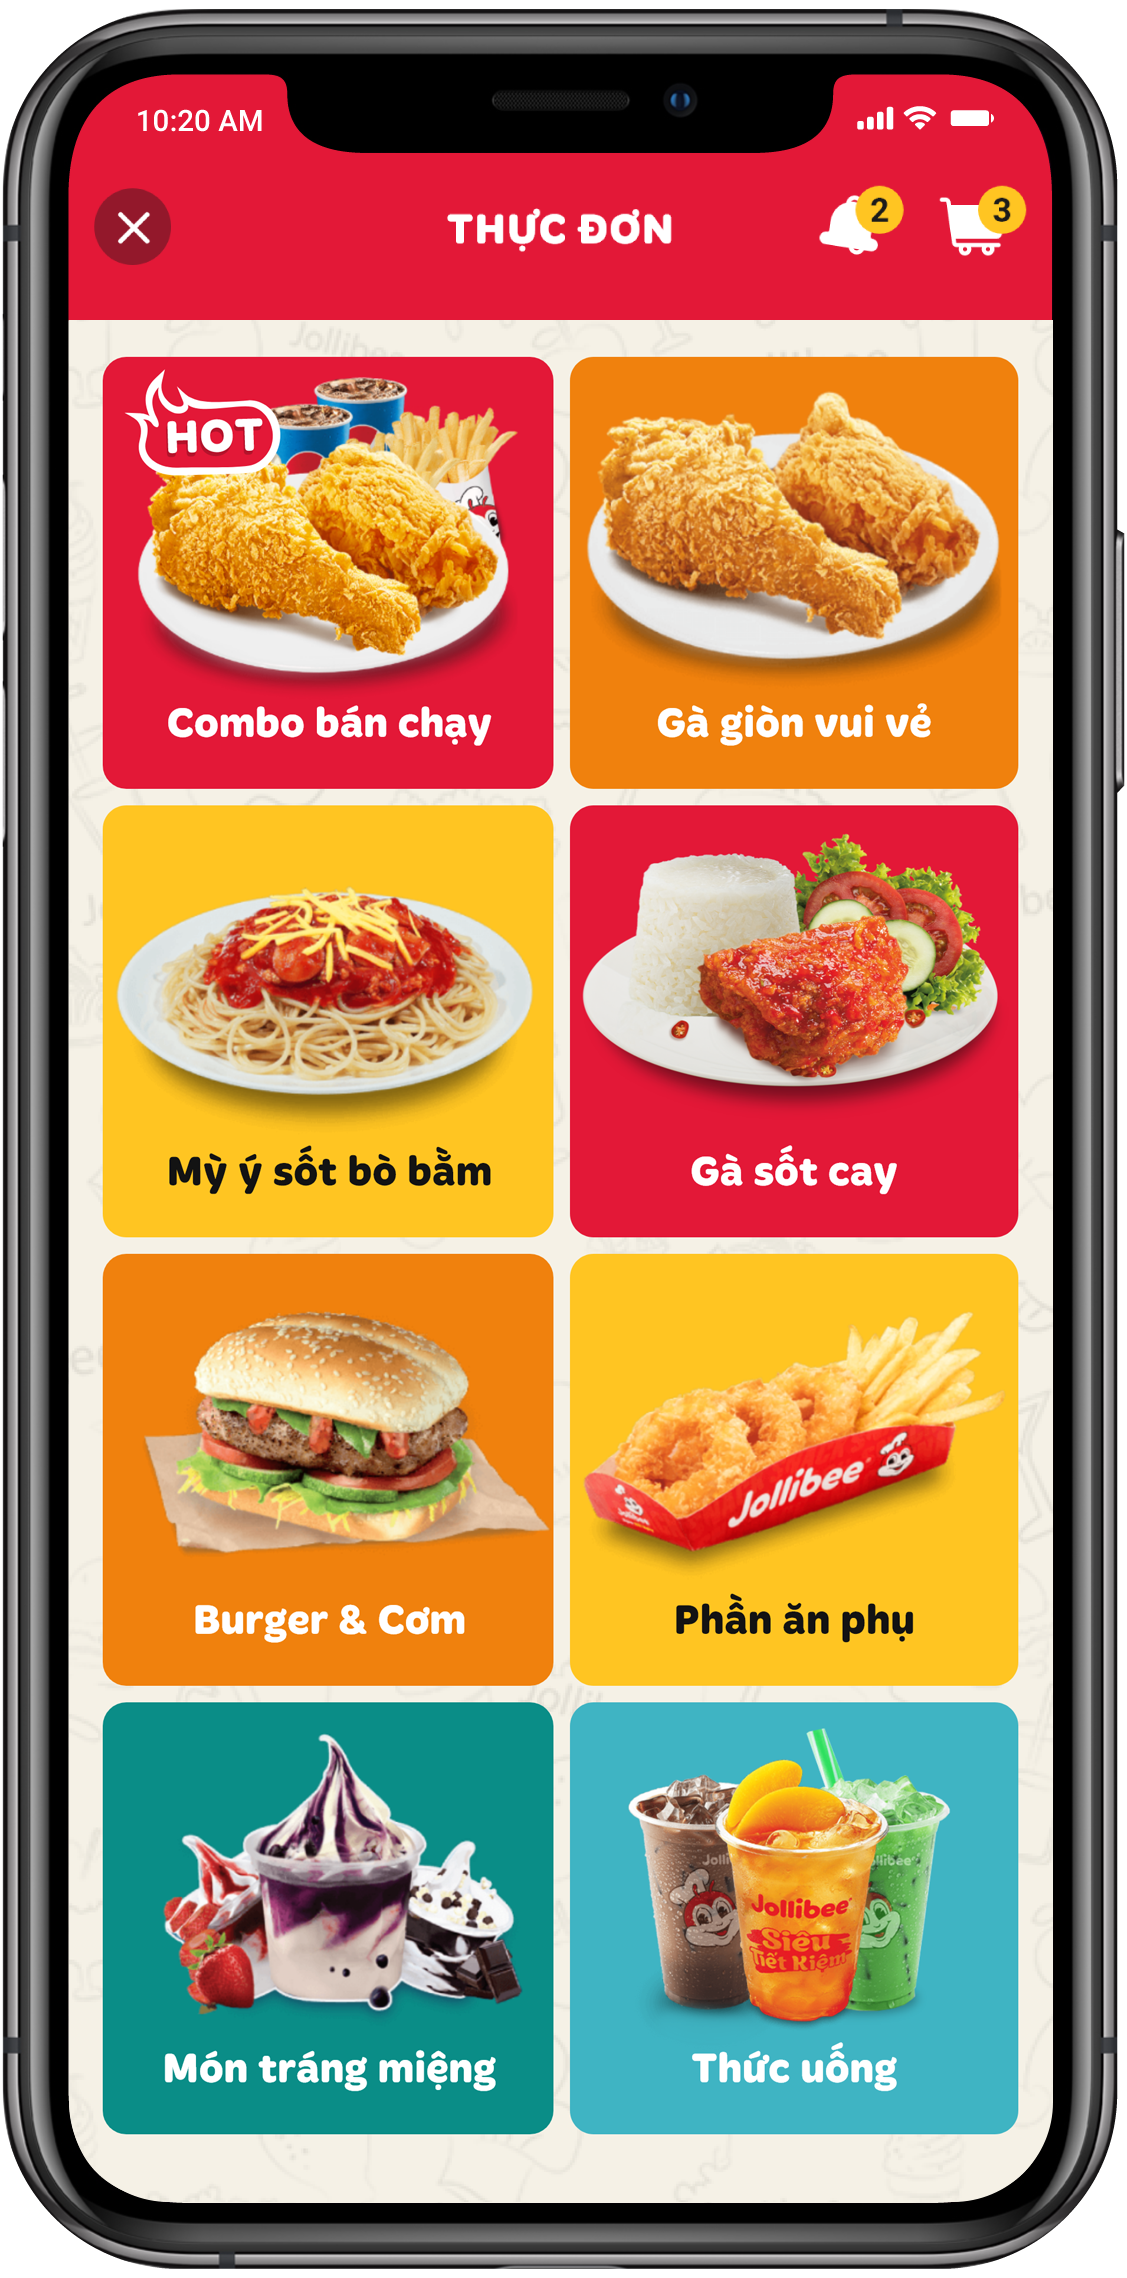 10:20 AM
THỰC ĐƠN
2
3
Jollibee
HOT
Combo bán chạy
Gà giòn vui vẻ
Mỳ ý sốt bò bằm
Gà sốt cay
Jollibee
Burger & Cơm
Phần ăn phụ
Jollibee
Siêu
Tiết Kiệm
Món tráng miệng
Thức uống